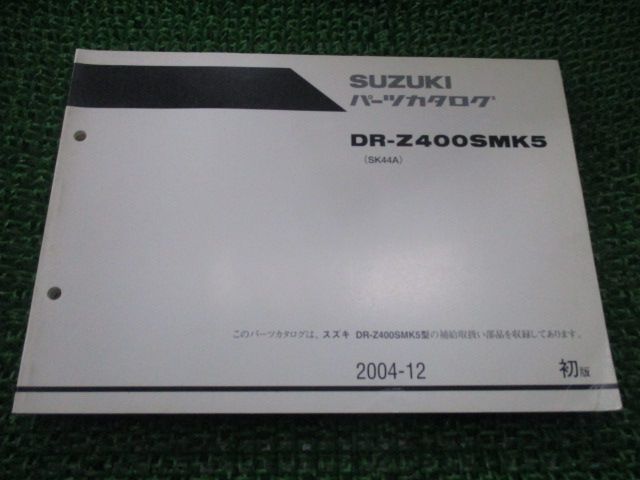 SUZUKI
パーツカタログ
DR-Z400SMK5
(SK44A)
このパーツカタログは、スズキ DR-Z400SMK5型の補給取扱い部品を収録してあります。
2004-12 初版